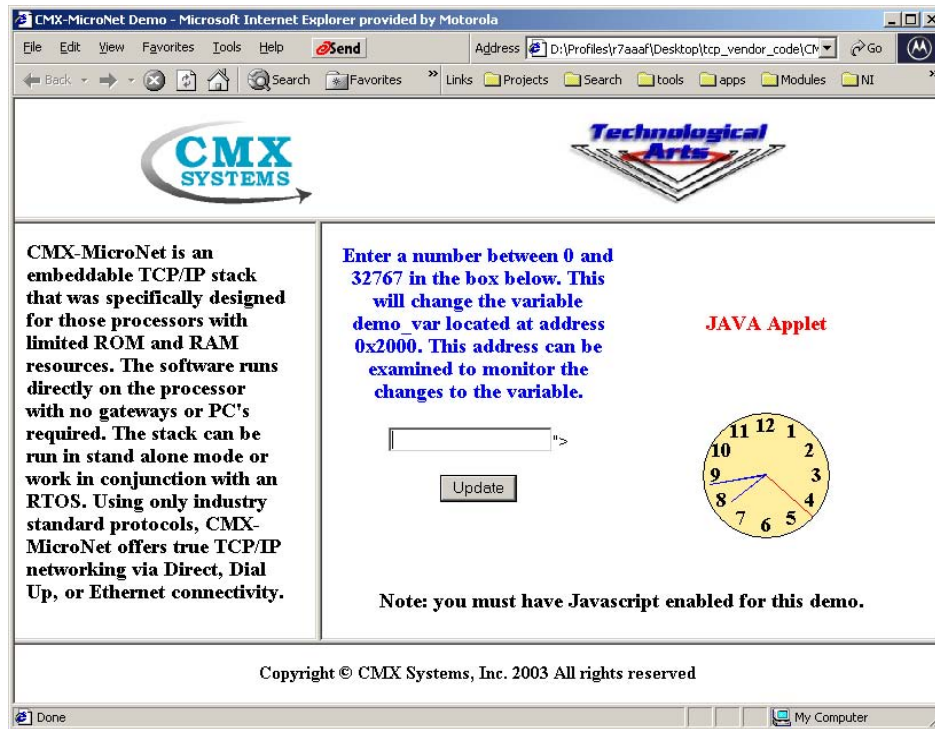 CMX-MicroNet Demo - Microsoft Internet Explorer provided by Motorola
File Edit View Favorites Tools Help Send Address D:\Profiles\r7aaaf\Desktop\tcp_vendor_code\CM Go
Back Search Favorites » Links Projects Search tools apps Modules NI »
CMX
SYSTEMS
Technological
Arts
CMX-MicroNet is an
embeddable TCP/IP stack
that was specifically designed
for those processors with
limited ROM and RAM
resources. The software runs
directly on the processor
with no gateways or PC's
required. The stack can be
run in stand alone mode or
work in conjunction with an
RTOS. Using only industry
standard protocols, CMX-
MicroNet offers true TCP/IP
networking via Direct, Dial
Up, or Ethernet connectivity.
Enter a number between 0 and
32767 in the box below. This
will change the variable
demo_var located at address
0x2000. This address can be
examined to monitor the
changes to the variable.
">
Update
JAVA Applet
12 1 2 3 4 5 6 7 8 9 10 11
Note: you must have Javascript enabled for this demo.
Copyright © CMX Systems, Inc. 2003 All rights reserved
Done My Computer